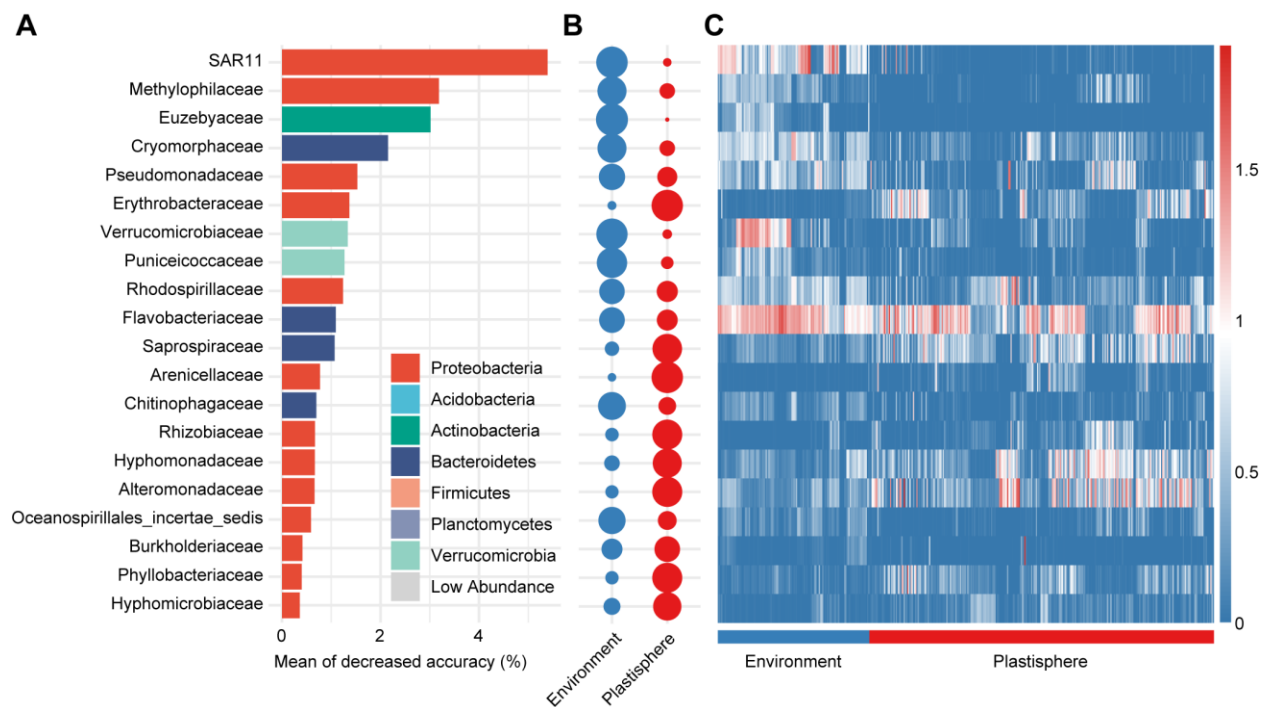 A
B
C
SAR11
Methylophilaceae
Euzebyaceae
Cryomorphaceae
Pseudomonadaceae
Erythrobacteraceae
Verrucomicrobiaceae
Puniceicoccaceae
Rhodospirillaceae
Flavobacteriaceae
Saprospiraceae
Arenicellaceae
Chitinophagaceae
Rhizobiaceae
Hyphomonadaceae
Alteromonadaceae
Oceanospirillales_incertae_sedis
Burkholderiaceae
Phyllobacteriaceae
Hyphomicrobiaceae
Proteobacteria
Acidobacteria
Actinobacteria
Bacteroidetes
Firmicutes
Planctomycetes
Verrucomicrobia
Low Abundance
0 2 4
Mean of decreased accuracy (%)
Environment
Plastisphere
1.5
1
0.5
0
Environment
Plastisphere